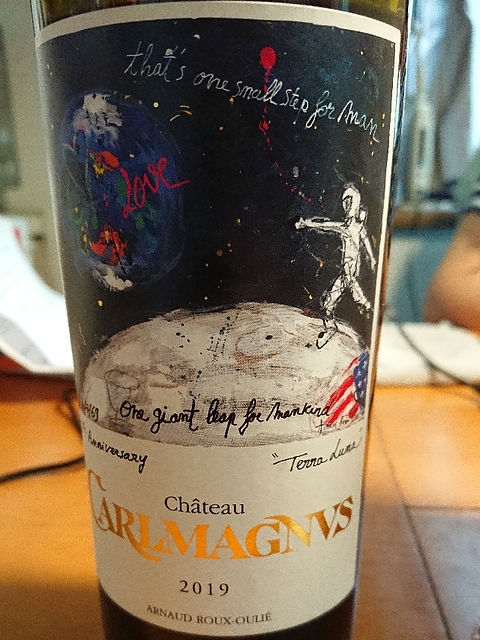 that's one small step for man
Love
One giant leap for mankind
Anniversary
"Terra Luna"
Château
CARLMAGNVS
2019
ARNAUD ROUX-OULIÉ